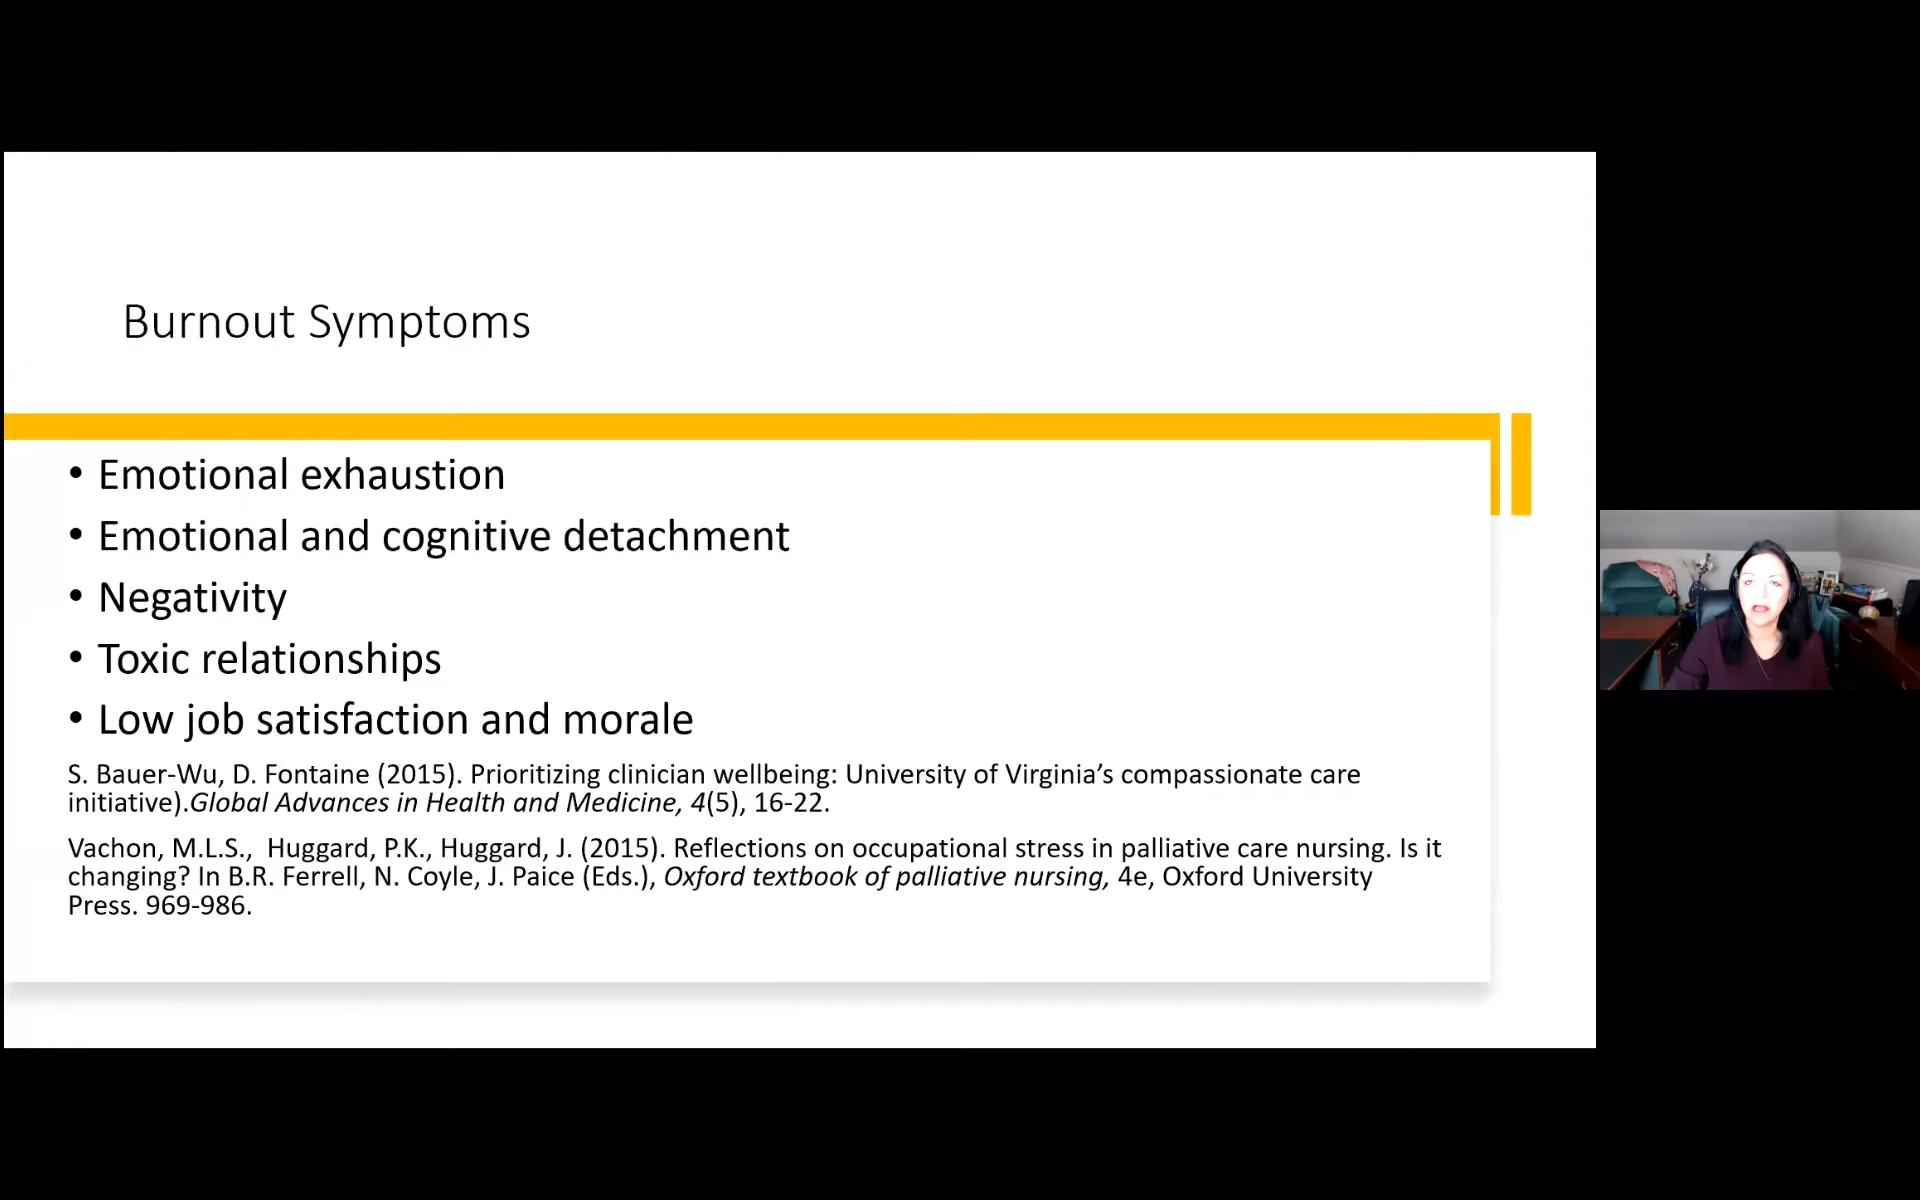 Burnout Symptoms
• Emotional exhaustion
• Emotional and cognitive detachment
• Negativity
• Toxic relationships
• Low job satisfaction and morale
S. Bauer-Wu, D. Fontaine (2015). Prioritizing clinician wellbeing: University of Virginia’s compassionate care
initiative).Global Advances in Health and Medicine, 4(5), 16-22.
Vachon, M.L.S.,  Huggard, P.K., Huggard, J. (2015). Reflections on occupational stress in palliative care nursing. Is it
changing? In B.R. Ferrell, N. Coyle, J. Paice (Eds.), Oxford textbook of palliative nursing, 4e, Oxford University
Press. 969-986.